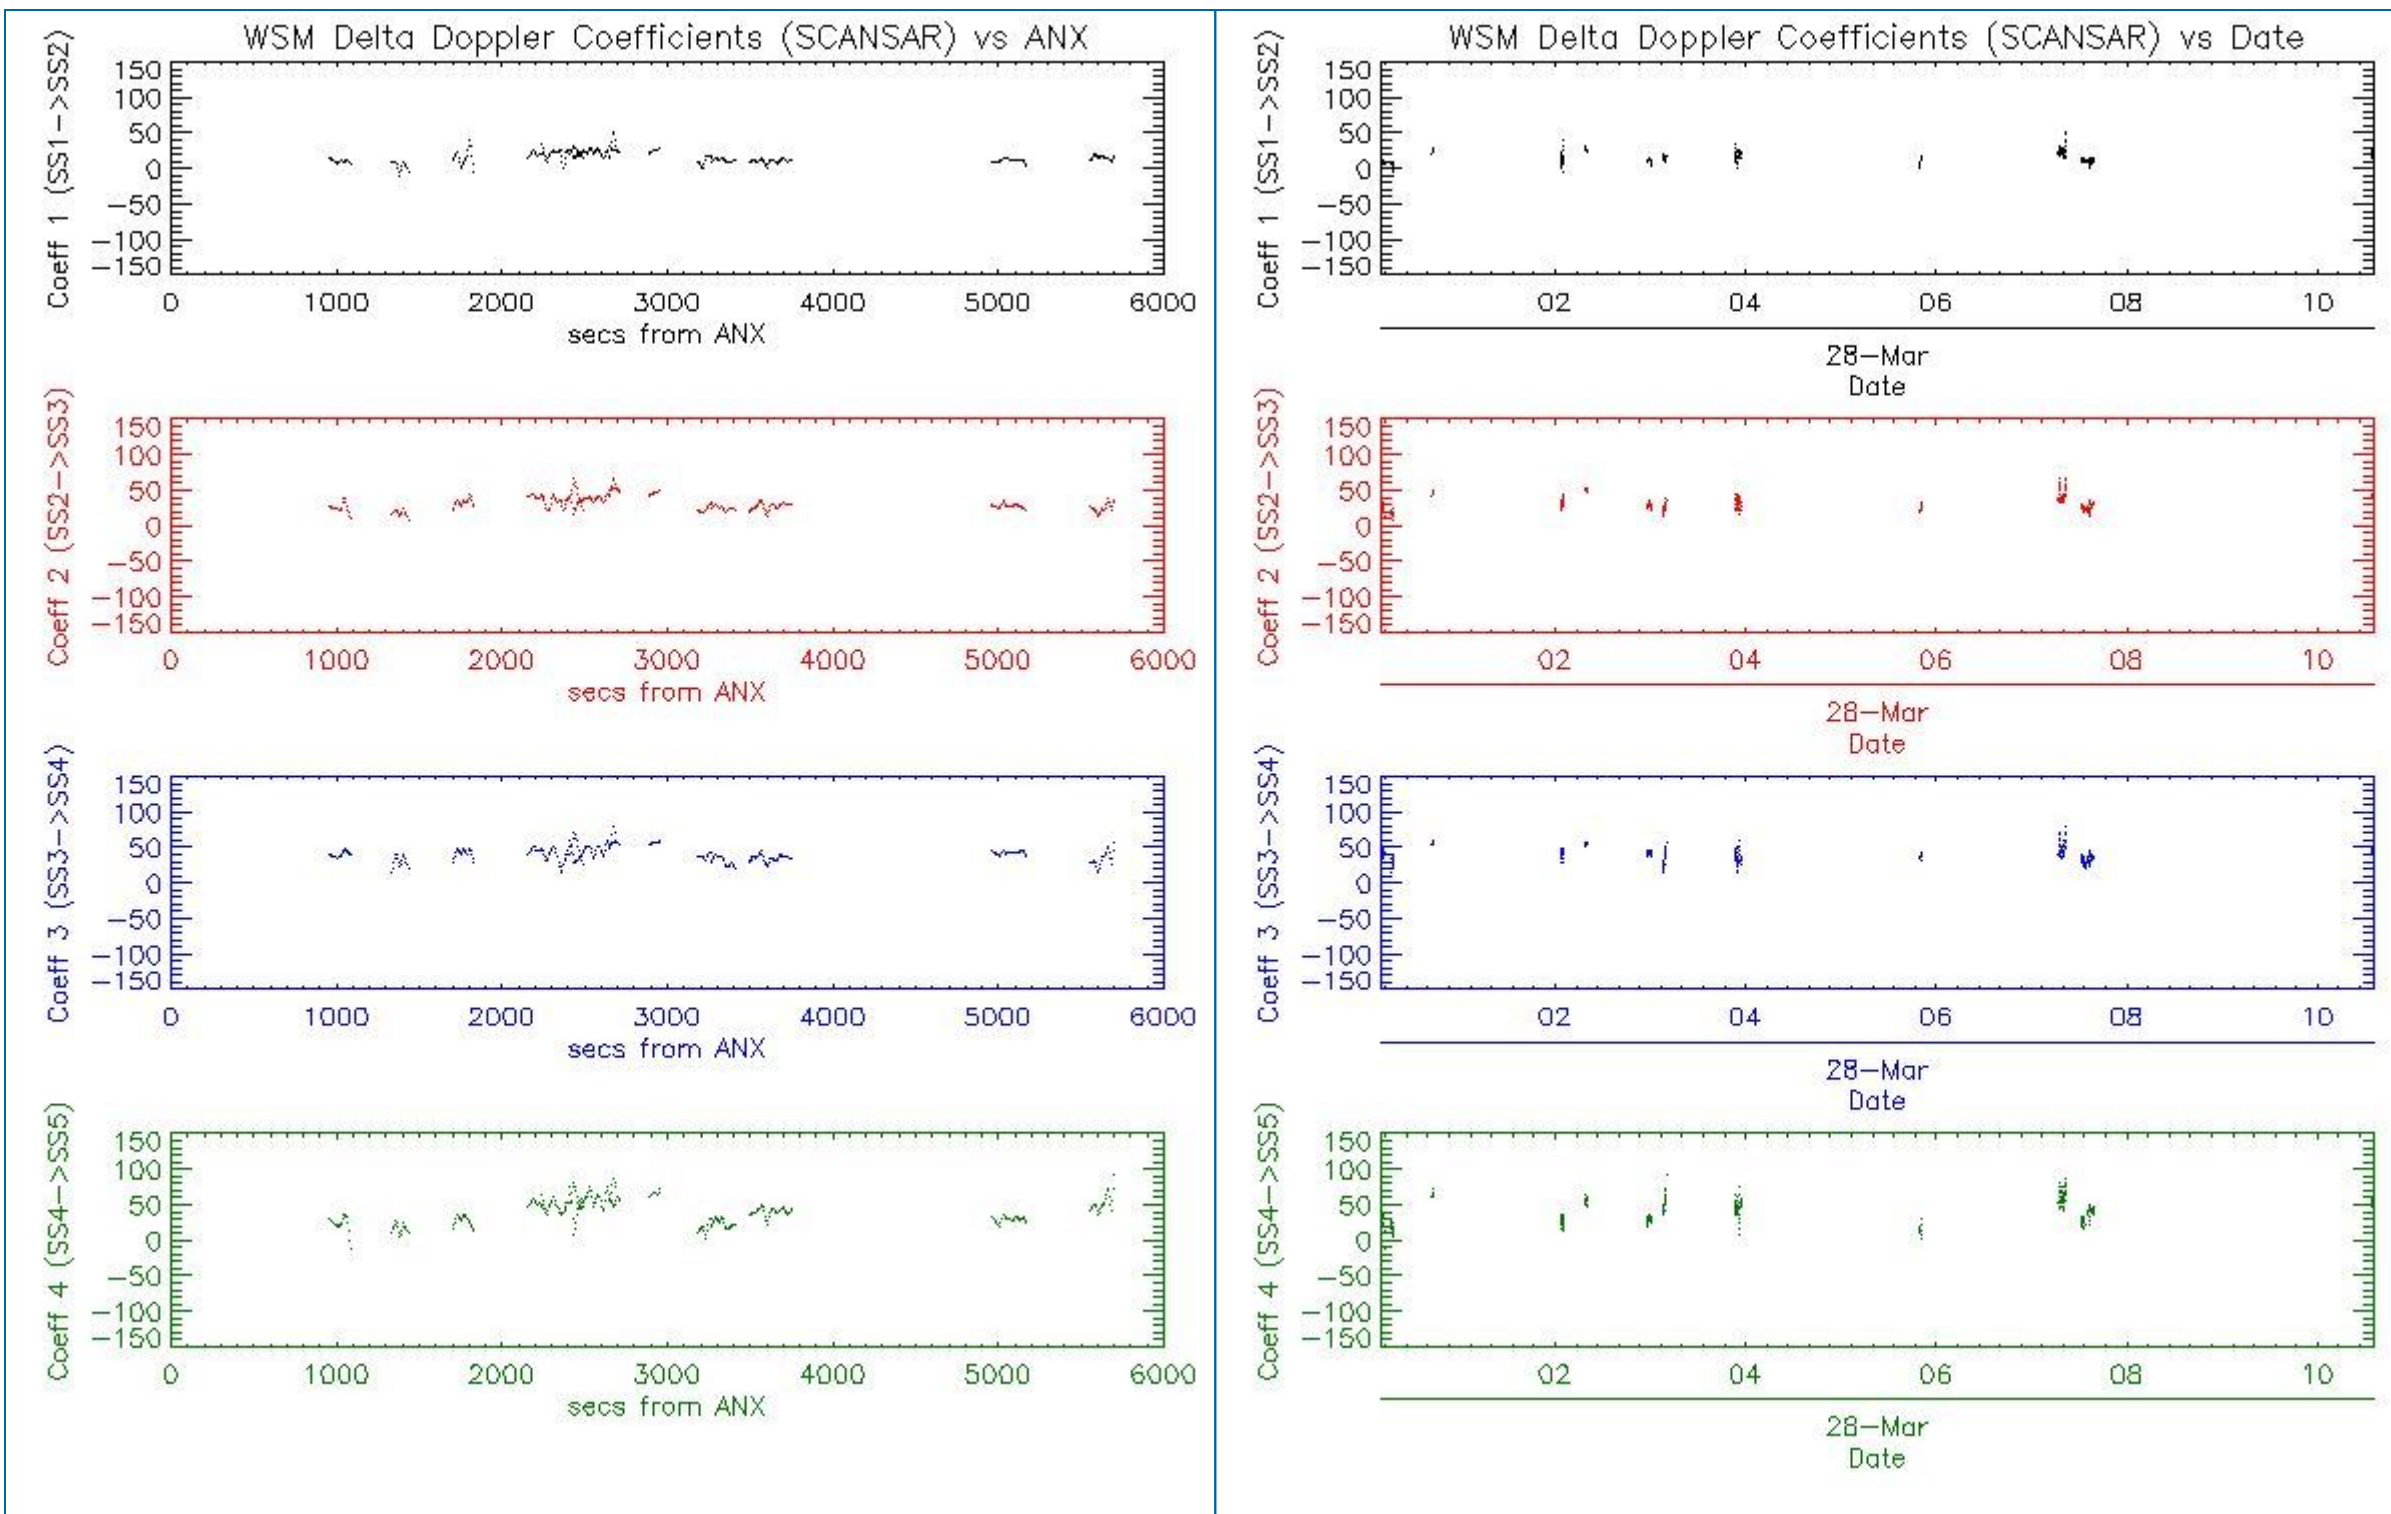 WSM Delta Doppler Coefficients (SCANSAR) vs ANX
Coeff 1 (SS1->SS2)
150
100
50
0
-50
-100
-150
0 1000 2000 3000 4000 5000 6000
secs from ANX
Coeff 2 (SS2->SS3)
150
100
50
0
-50
-100
-150
0 1000 2000 3000 4000 5000 6000
secs from ANX
Coeff 3 (SS3->SS4)
150
100
50
0
-50
-100
-150
0 1000 2000 3000 4000 5000 6000
secs from ANX
Coeff 4 (SS4->SS5)
150
100
50
0
-50
-100
-150
0 1000 2000 3000 4000 5000 6000
secs from ANX
WSM Delta Doppler Coefficients (SCANSAR) vs Date
Coeff 1 (SS1->SS2)
150
100
50
0
-50
-100
-150
02 04 06 08 10
28-Mar
Date
Coeff 2 (SS2->SS3)
150
100
50
0
-50
-100
-150
02 04 06 08 10
28-Mar
Date
Coeff 3 (SS3->SS4)
150
100
50
0
-50
-100
-150
02 04 06 08 10
28-Mar
Date
Coeff 4 (SS4->SS5)
150
100
50
0
-50
-100
-150
02 04 06 08 10
28-Mar
Date